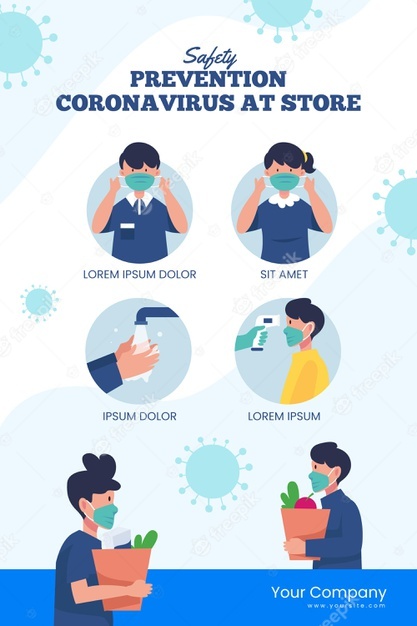 Safety
PREVENTION
CORONAVIRUS AT STORE
LOREM IPSUM DOLOR
SIT AMET
IPSUM DOLOR
LOREM IPSUM
Your Company
www.yoursite.com